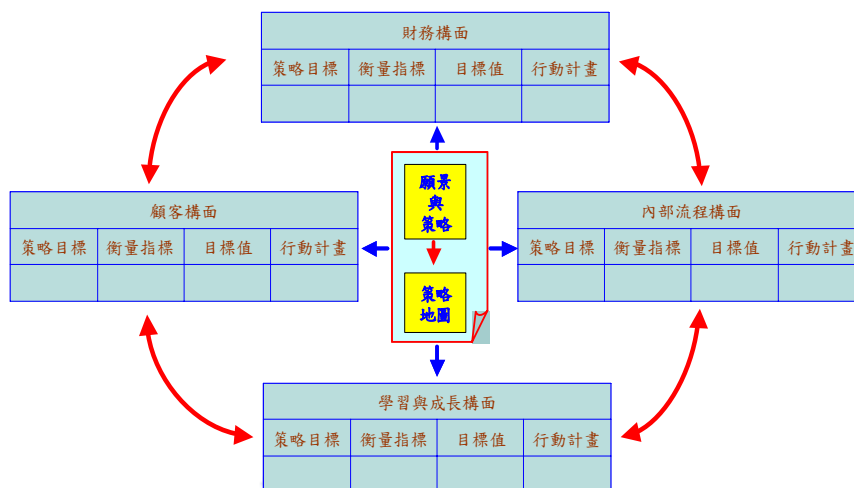 財務構面
策略目標 衡量指標 目標值 行動計畫
願景
與
策略
顧客構面
策略目標 衡量指標 目標值 行動計畫
內部流程構面
策略目標 衡量指標 目標值 行動計畫
策略
地圖
學習與成長構面
策略目標 衡量指標 目標值 行動計畫